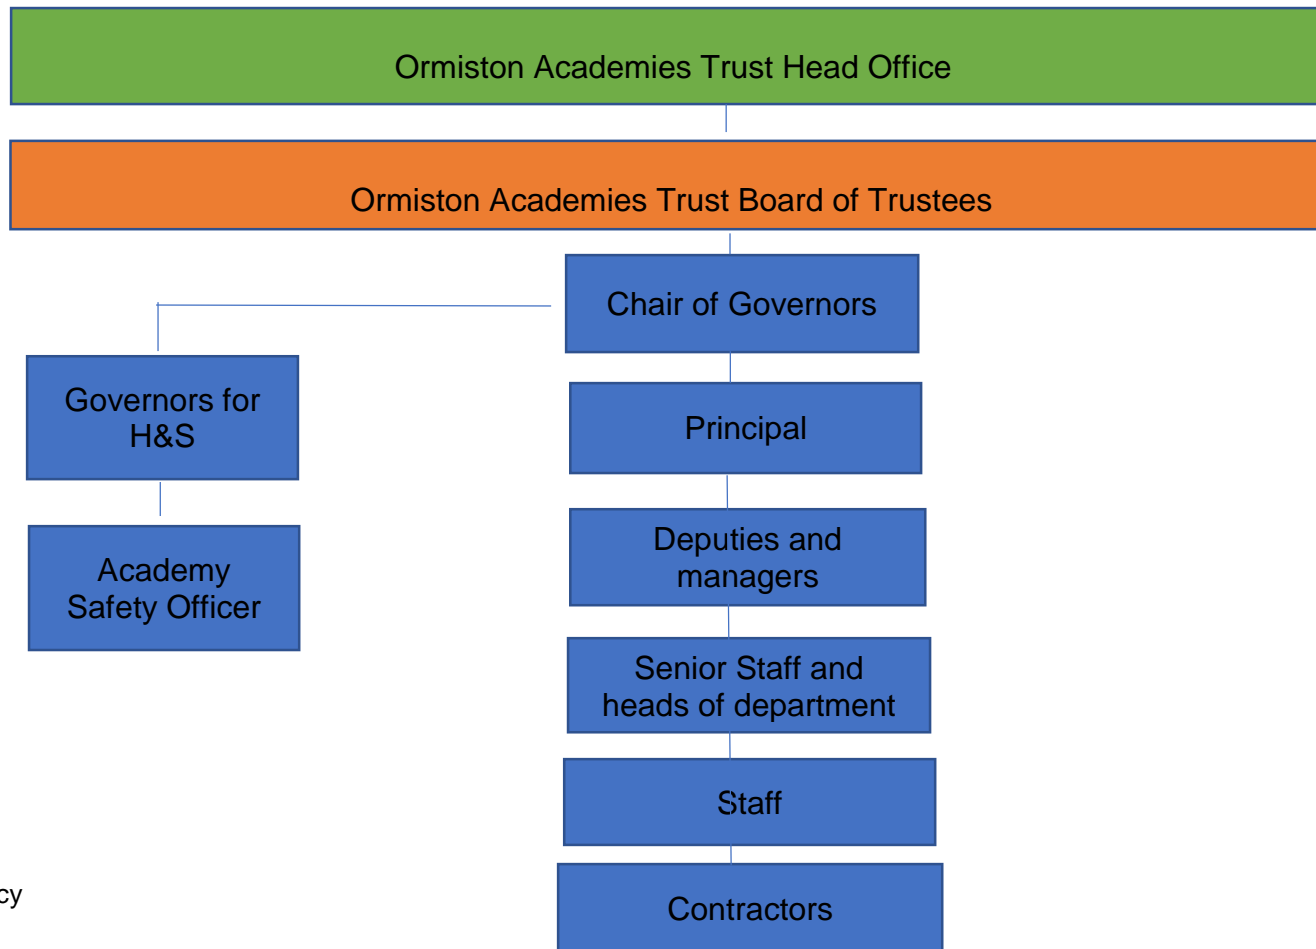 Ormiston Academies Trust Head Office
Ormiston Academies Trust Board of Trustees
Chair of Governors
Governors for
H&S
Principal
Academy
Safety Officer
Deputies and
managers
Senior Staff and
heads of department
Staff
Contractors
cy